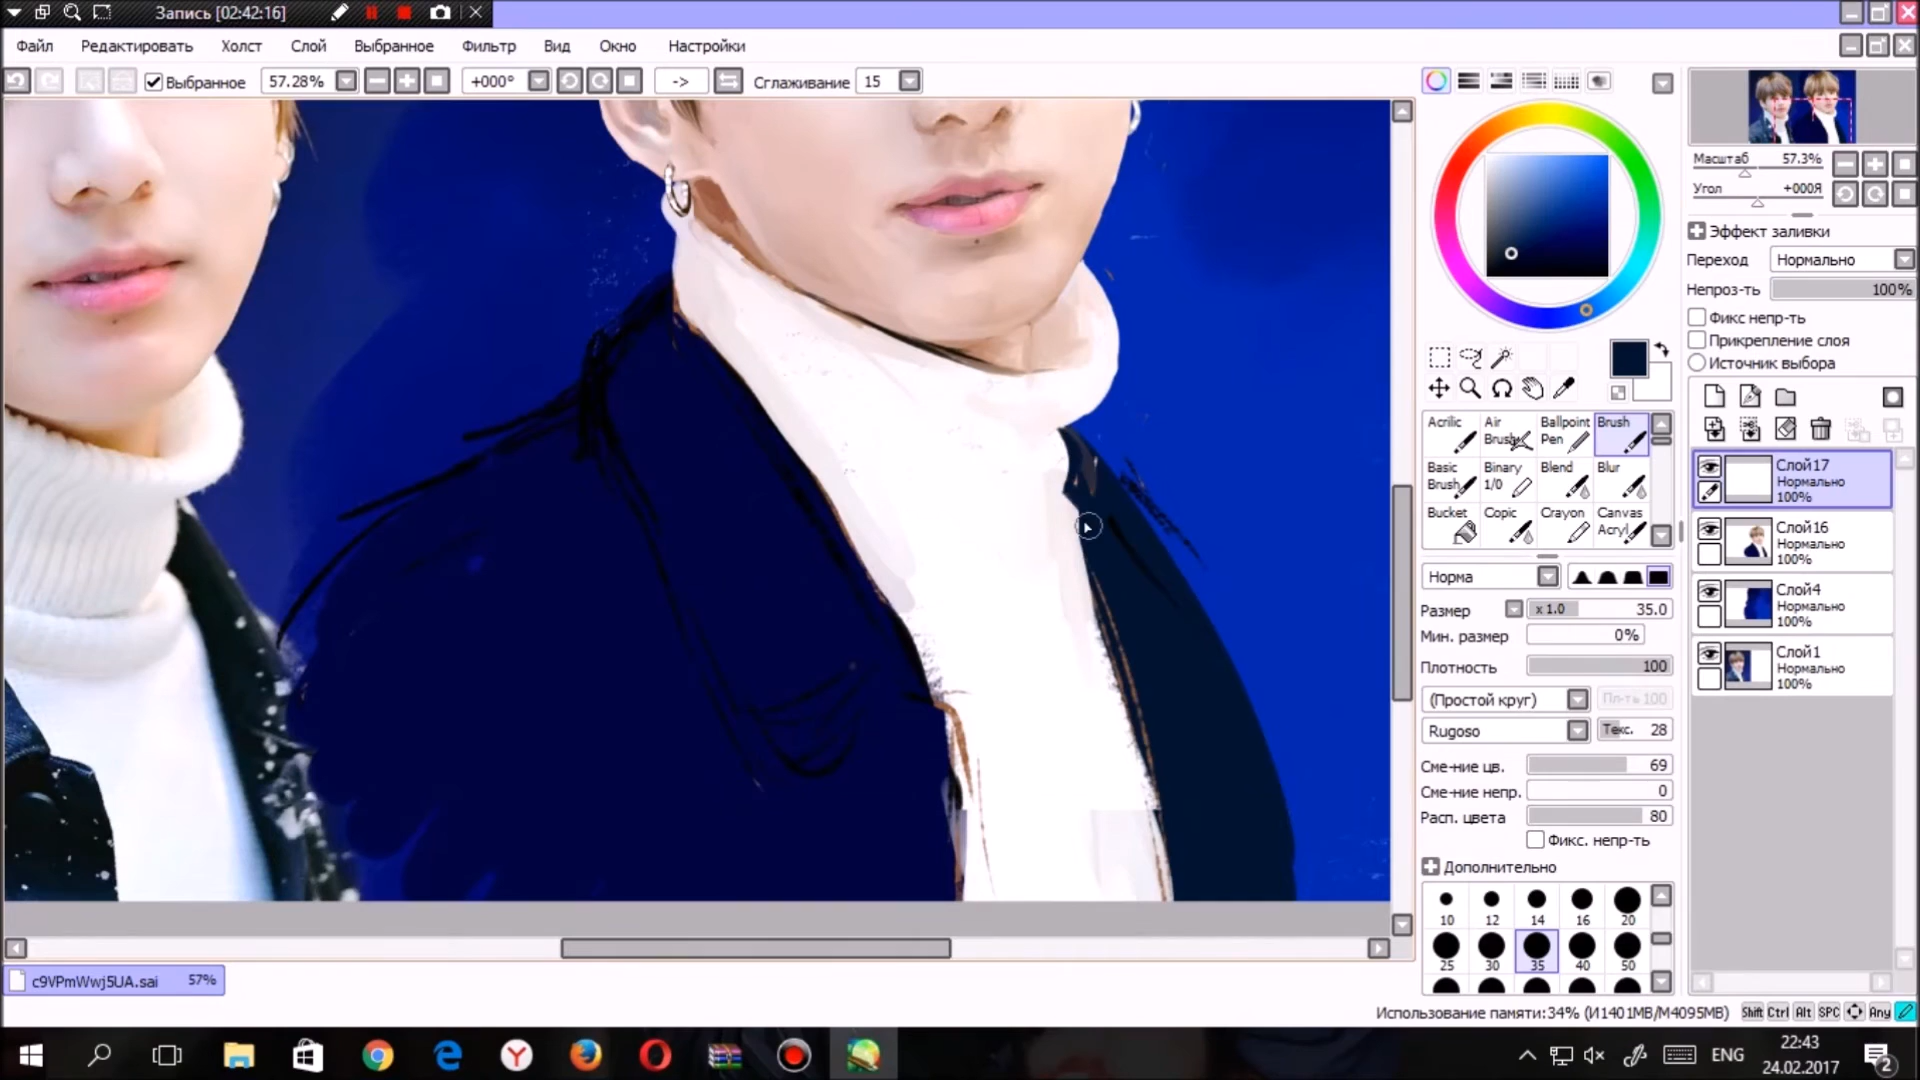 Запись [02:42:16]
Файл Редактировать Холст Слой Выбранное Фильтр Вид Окно Настройки
Выбранное 57.28% +000° -> Сглаживание 15
Масштаб 57.3%
Угол +000Я
Эффект заливки
Переход Нормально
Непроз-ть 100%
Фикс непр-ть
Прикрепление слоя
Источник выбора
Acrilic Air Brush Ballpoint Pen Brush
Basic Brush Binary 1/0 Blend Blur
Bucket Copic Crayon Canvas Acryl
Норма
Размер x 1.0 35.0
Мин. размер 0%
Плотность 100
(Простой круг) Пл-ть 100
Rugoso Текс. 28
Сме-ние цв. 69
Сме-ние непр. 0
Расп. цвета 80
Фикс. непр-ть
Дополнительно
10 12 14 16 20
25 30 35 40 50
Слой17
Нормально
100%
Слой16
Нормально
100%
Слой4
Нормально
100%
Слой1
Нормально
100%
c9VPmWwj5UA.sai 57%
Использование памяти:34% (И1401МВ/М4095МВ) Shift Ctrl Alt SPC Any
ENG
22:43
24.02.2017
2